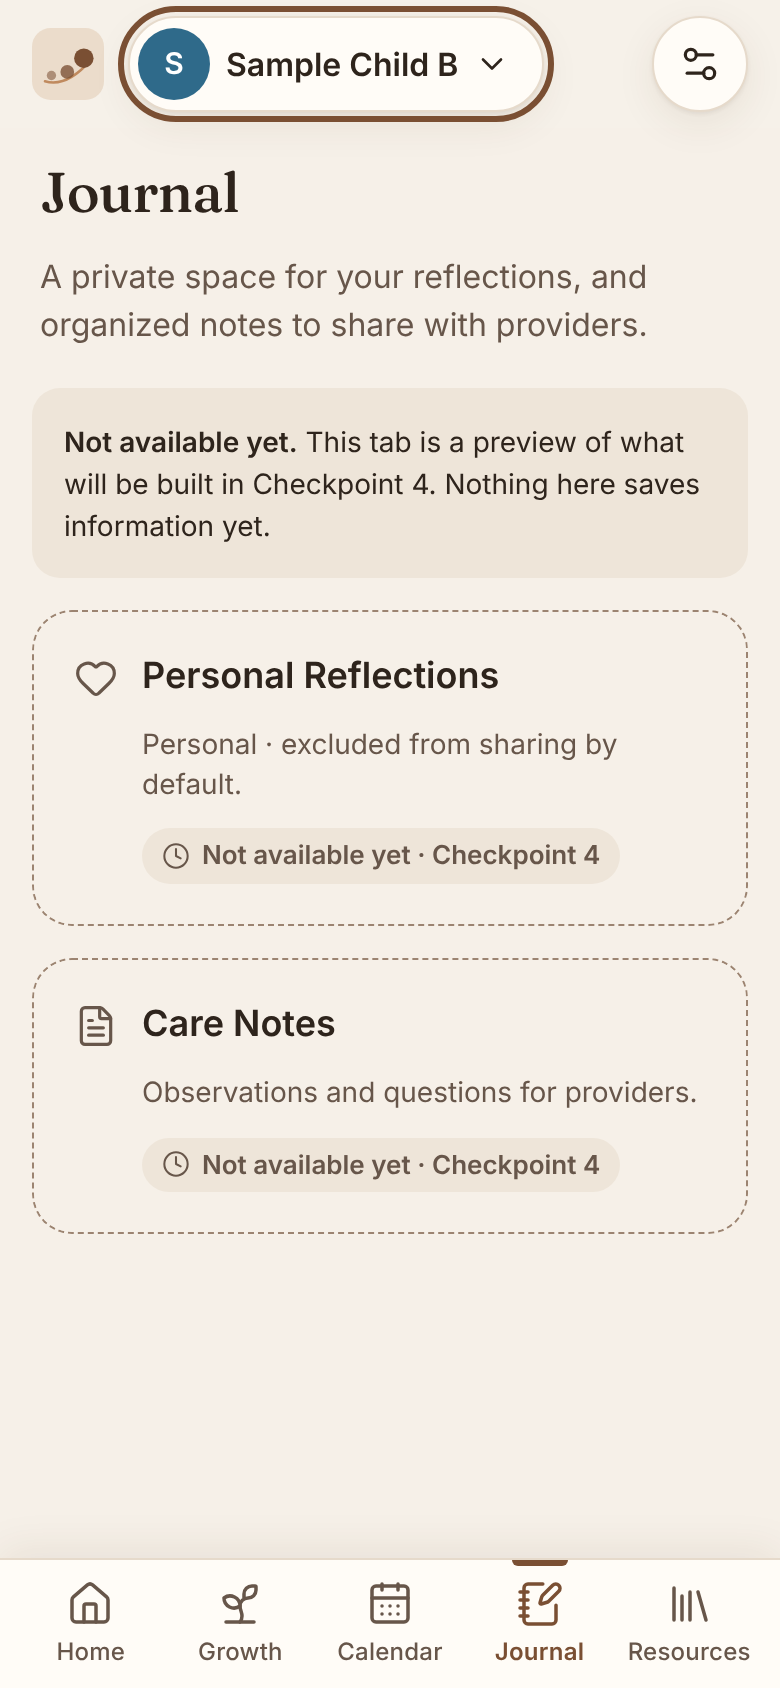 S
Sample Child B
Journal
A private space for your reflections, and
organized notes to share with providers.
Not available yet. This tab is a preview of what
will be built in Checkpoint 4. Nothing here saves
information yet.
Personal Reflections
Personal · excluded from sharing by
default.
Not available yet · Checkpoint 4
Care Notes
Observations and questions for providers.
Not available yet · Checkpoint 4
Home
Growth
Calendar
Journal
Resources